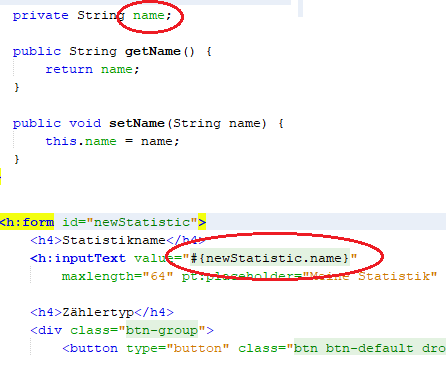 private String name;
public String getName() {
return name;
}
public void setName(String name) {
this.name = name;
}
<h:form id="newStatistic">
<h4>Statistikname</h4>
<h:inputText value="#{newStatistic.name}"
maxlength="64" pt:placeholder="Meine Statistik"
<h4>Zählertyp</h4>
<div class="btn-group">
<button type="button" class="btn btn-default dro